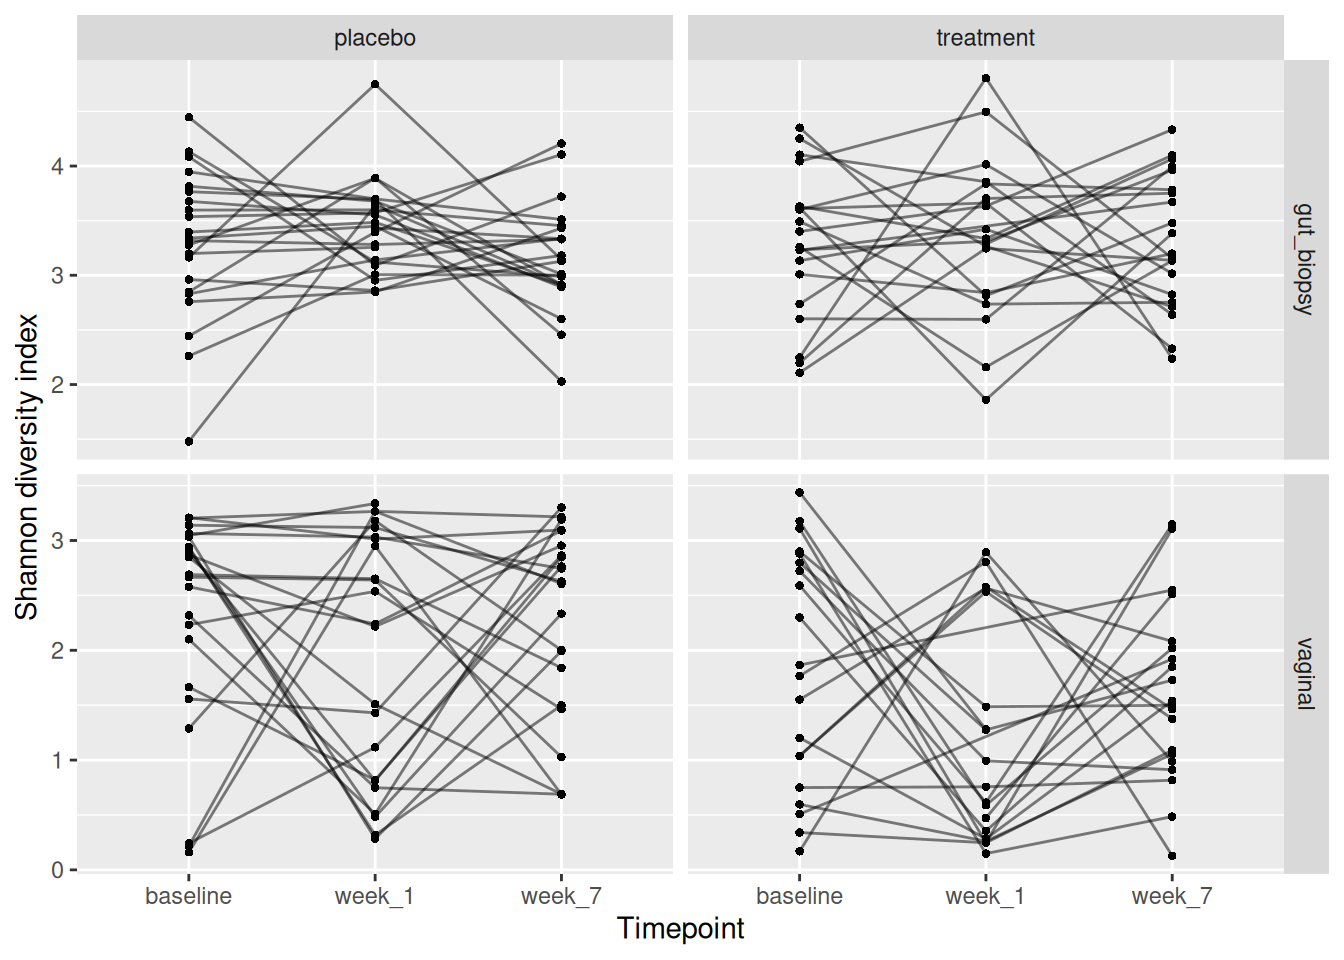 placebo
treatment
4
3
2
gut_biopsy
Shannon diversity index
3
2
1
0
vaginal
baseline
week_1
week_7
baseline
week_1
week_7
Timepoint